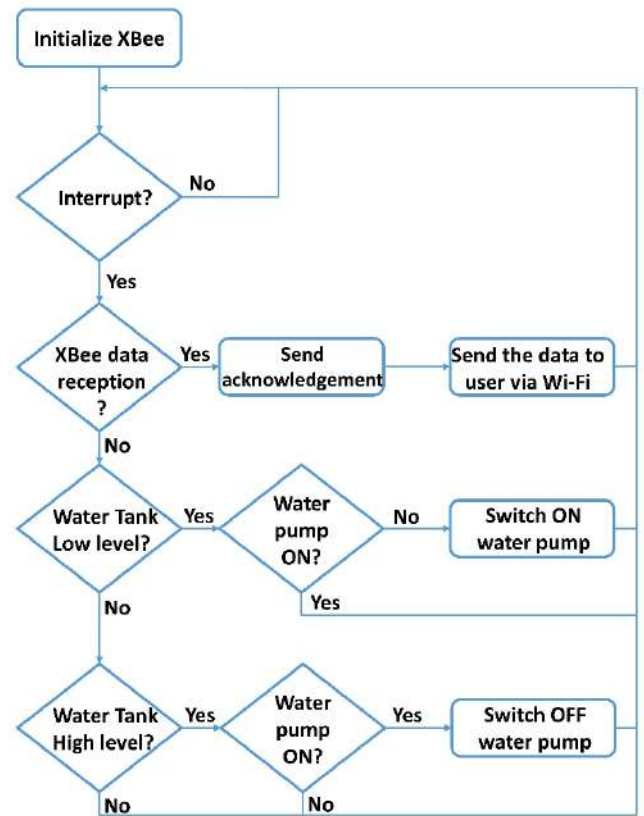 Initialize XBee
Interrupt?
No
Yes
XBee data
reception
?
Yes
Send
acknowledgement
Send the data to
user via Wi-Fi
No
Water Tank
Low level?
Yes
Water
pump
ON?
No
Switch ON
water pump
Yes
No
Water Tank
High level?
Yes
Water
pump
ON?
Yes
Switch OFF
water pump
No
No